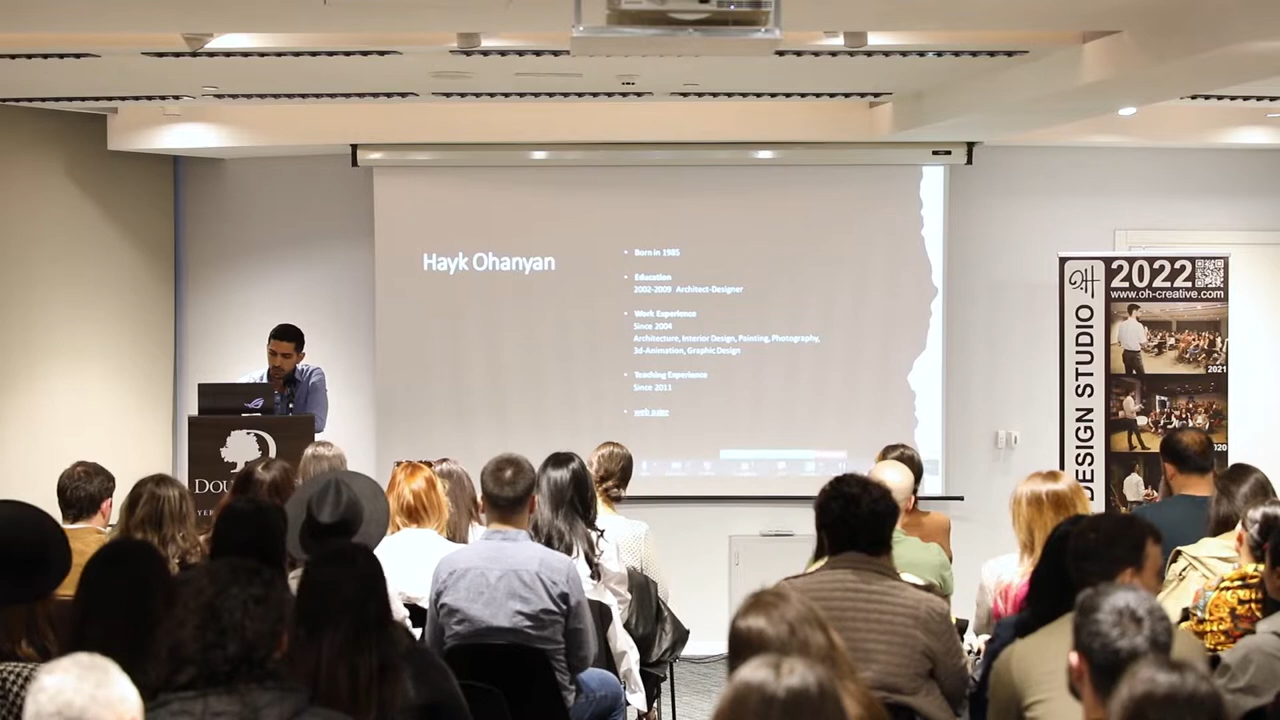 Hayk Ohanyan
• Born in 1985
• Education
2002-2009 Architect-Designer
• Work Experience
Since 2004
Architecture, Interior Design, Painting, Photography,
3d-Animation, Graphic Design
• Teaching Experience
Since 2011
• web page
OH
2022
www.oh-creative.com
DESIGN STUDIO
2021